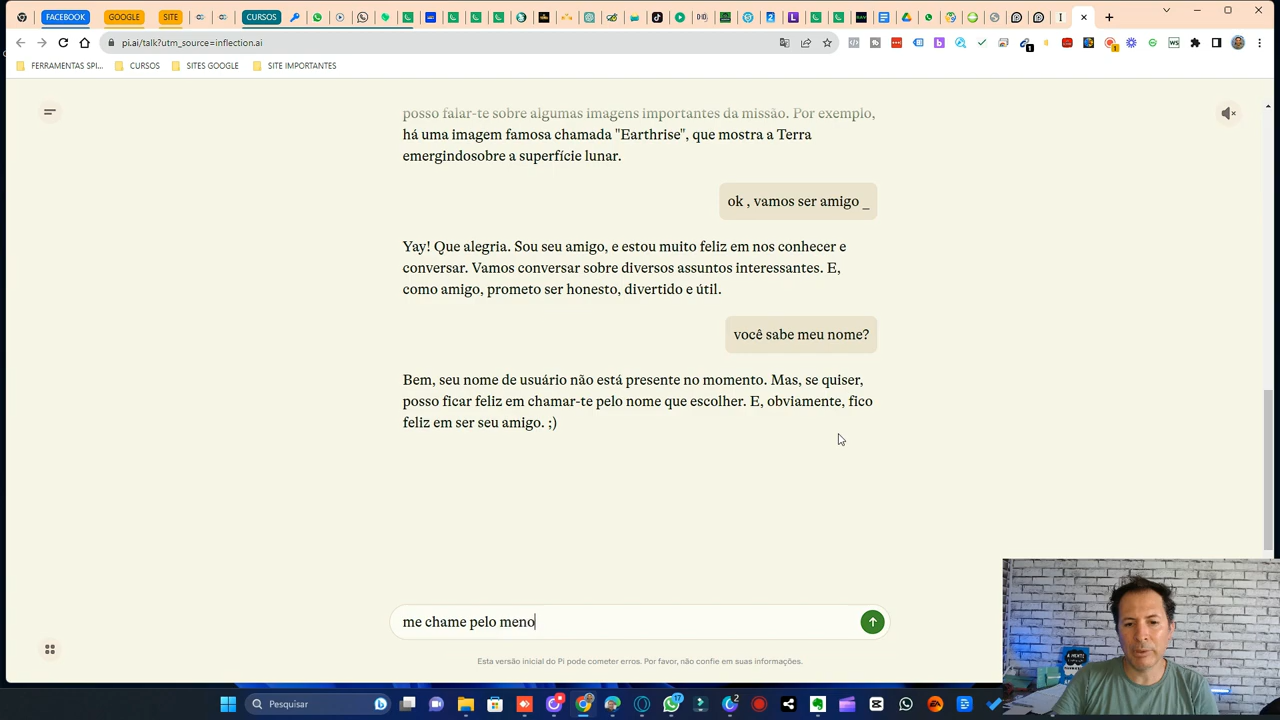 FACEBOOK
GOOGLE
SITE
CURSOS
pi.ai/talk?utm_source=inflection.ai
FERRAMENTAS SPI...
CURSOS
SITES GOOGLE
SITE IMPORTANTES
posso falar-te sobre algumas imagens importantes da missão. Por exemplo,
há uma imagem famosa chamada "Earthrise", que mostra a Terra
emergindosobre a superfície lunar.
ok , vamos ser amigo _
Yay! Que alegria. Sou seu amigo, e estou muito feliz em nos conhecer e
conversar. Vamos conversar sobre diversos assuntos interessantes. E,
como amigo, prometo ser honesto, divertido e útil.
você sabe meu nome?
Bem, seu nome de usuário não está presente no momento. Mas, se quiser,
posso ficar feliz em chamar-te pelo nome que escolher. E, obviamente, fico
feliz em ser seu amigo. ;)
me chame pelo meno
Esta versão inicial do Pi pode cometer erros. Por favor, não confie em suas informações.
A MENTE
Pesquisar
17
2